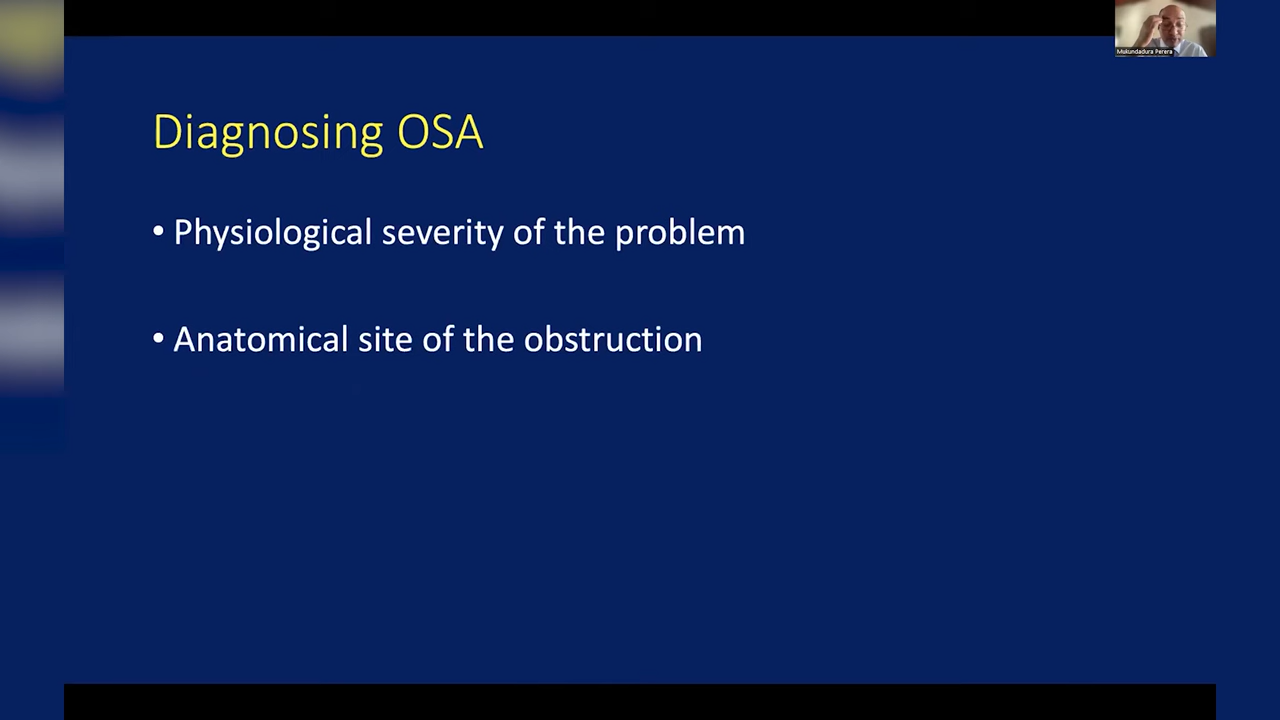 Mukundadura Perera
Diagnosing OSA
• Physiological severity of the problem
• Anatomical site of the obstruction